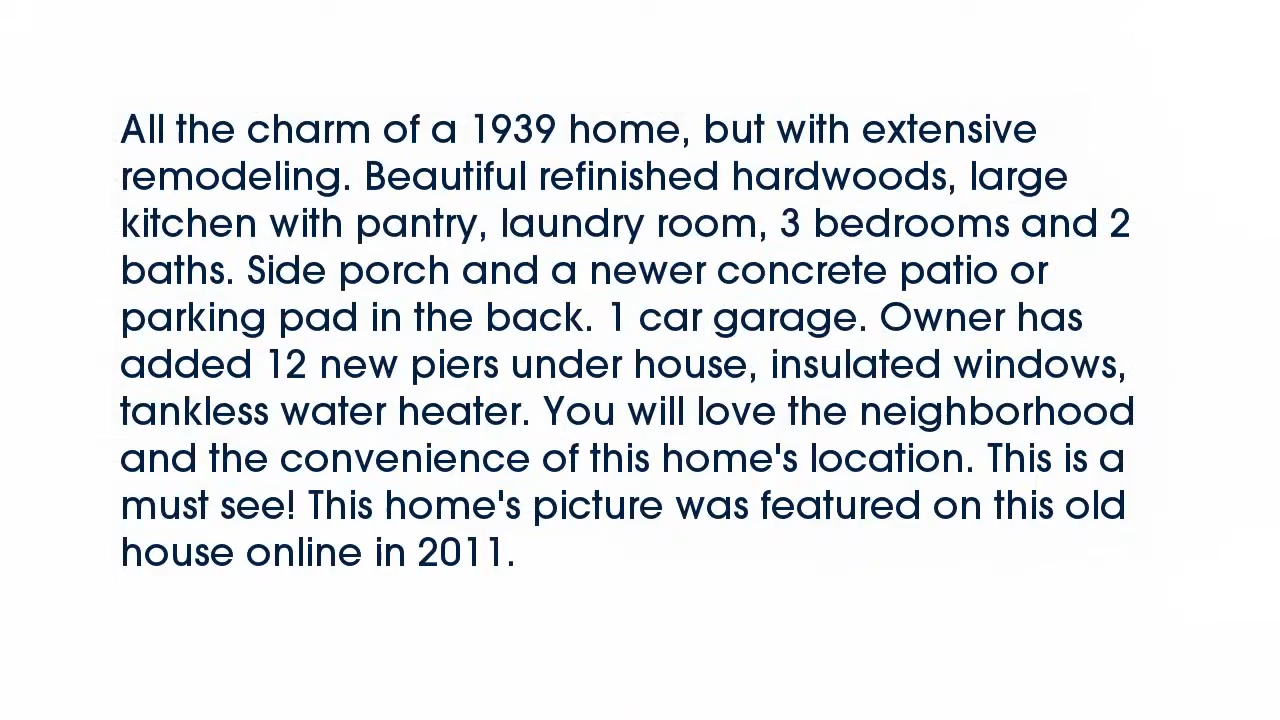 All the charm of a 1939 home, but with extensive
remodeling. Beautiful refinished hardwoods, large
kitchen with pantry, laundry room, 3 bedrooms and 2
baths. Side porch and a newer concrete patio or
parking pad in the back. 1 car garage. Owner has
added 12 new piers under house, insulated windows,
tankless water heater. You will love the neighborhood
and the convenience of this home's location. This is a
must see! This home's picture was featured on this old
house online in 2011.